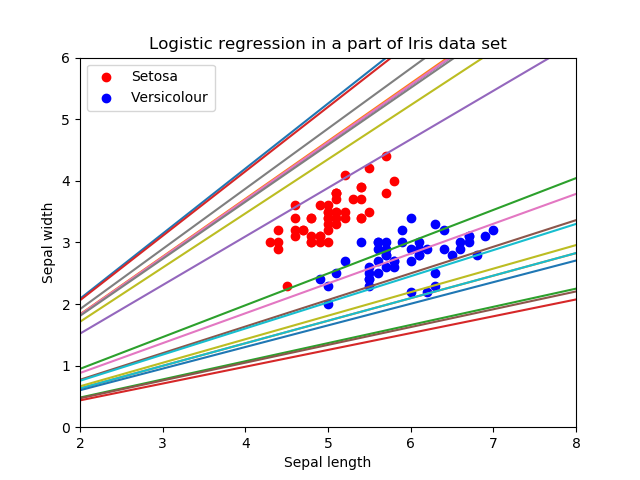 Logistic regression in a part of Iris data set
Setosa
Versicolour
Sepal width
6
5
4
3
2
1
0
2 3 4 5 6 7 8
Sepal length